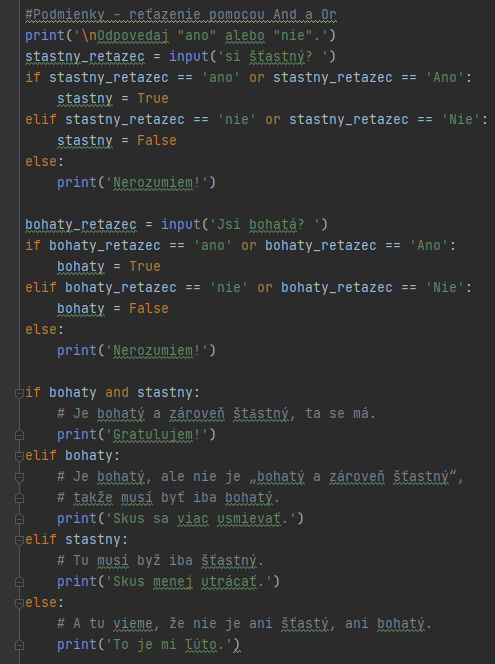 #Podmienky – reťazenie pomocou And a Or
print('\nOdpovedaj "ano" alebo "nie".')
stastny_retazec = input('si šťastný? ')
if stastny_retazec == 'ano' or stastny_retazec == 'Ano':
    stastny = True
elif stastny_retazec == 'nie' or stastny_retazec == 'Nie':
    stastny = False
else:
    print('Nerozumiem!')

bohaty_retazec = input('Jsi bohatá? ')
if bohaty_retazec == 'ano' or bohaty_retazec == 'Ano':
    bohaty = True
elif bohaty_retazec == 'nie' or bohaty_retazec == 'Nie':
    bohaty = False
else:
    print('Nerozumiem!')

if bohaty and stastny:
    # Je bohatý a zároveň štăstný, ta se má.
    print('Gratulujem!')
elif bohaty:
    # Je bohatý, ale nie je „bohatý a zároveň šťastný“,
    # takže musí byť iba bohatý.
    print('Skus sa viac usmievať.')
elif stastny:
    # Tu musí byž iba šťastný.
    print('Skus menej utrácať.')
else:
    # A tu vieme, že nie je ani šťastý, ani bohatý.
    print('To je mi ľúto.')